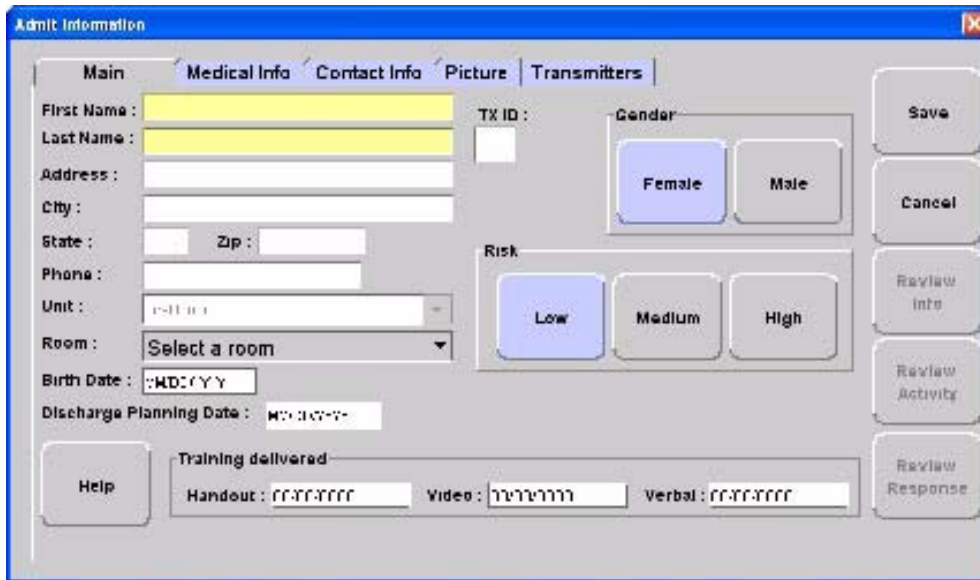 Admit Information
Main Medical Info Contact Info Picture Transmitters
First Name :
Last Name :
Address :
City :
State : Zip :
Phone :
Unit :
Room : Select a room
Birth Date :
Discharge Planning Date :
TX ID :
Gender
Female Male
Risk
Low Medium High
Help
Training delivered
Handout : Video : Verbal :
Save
Cancel
Review
Info
Review
Activity
Review
Response